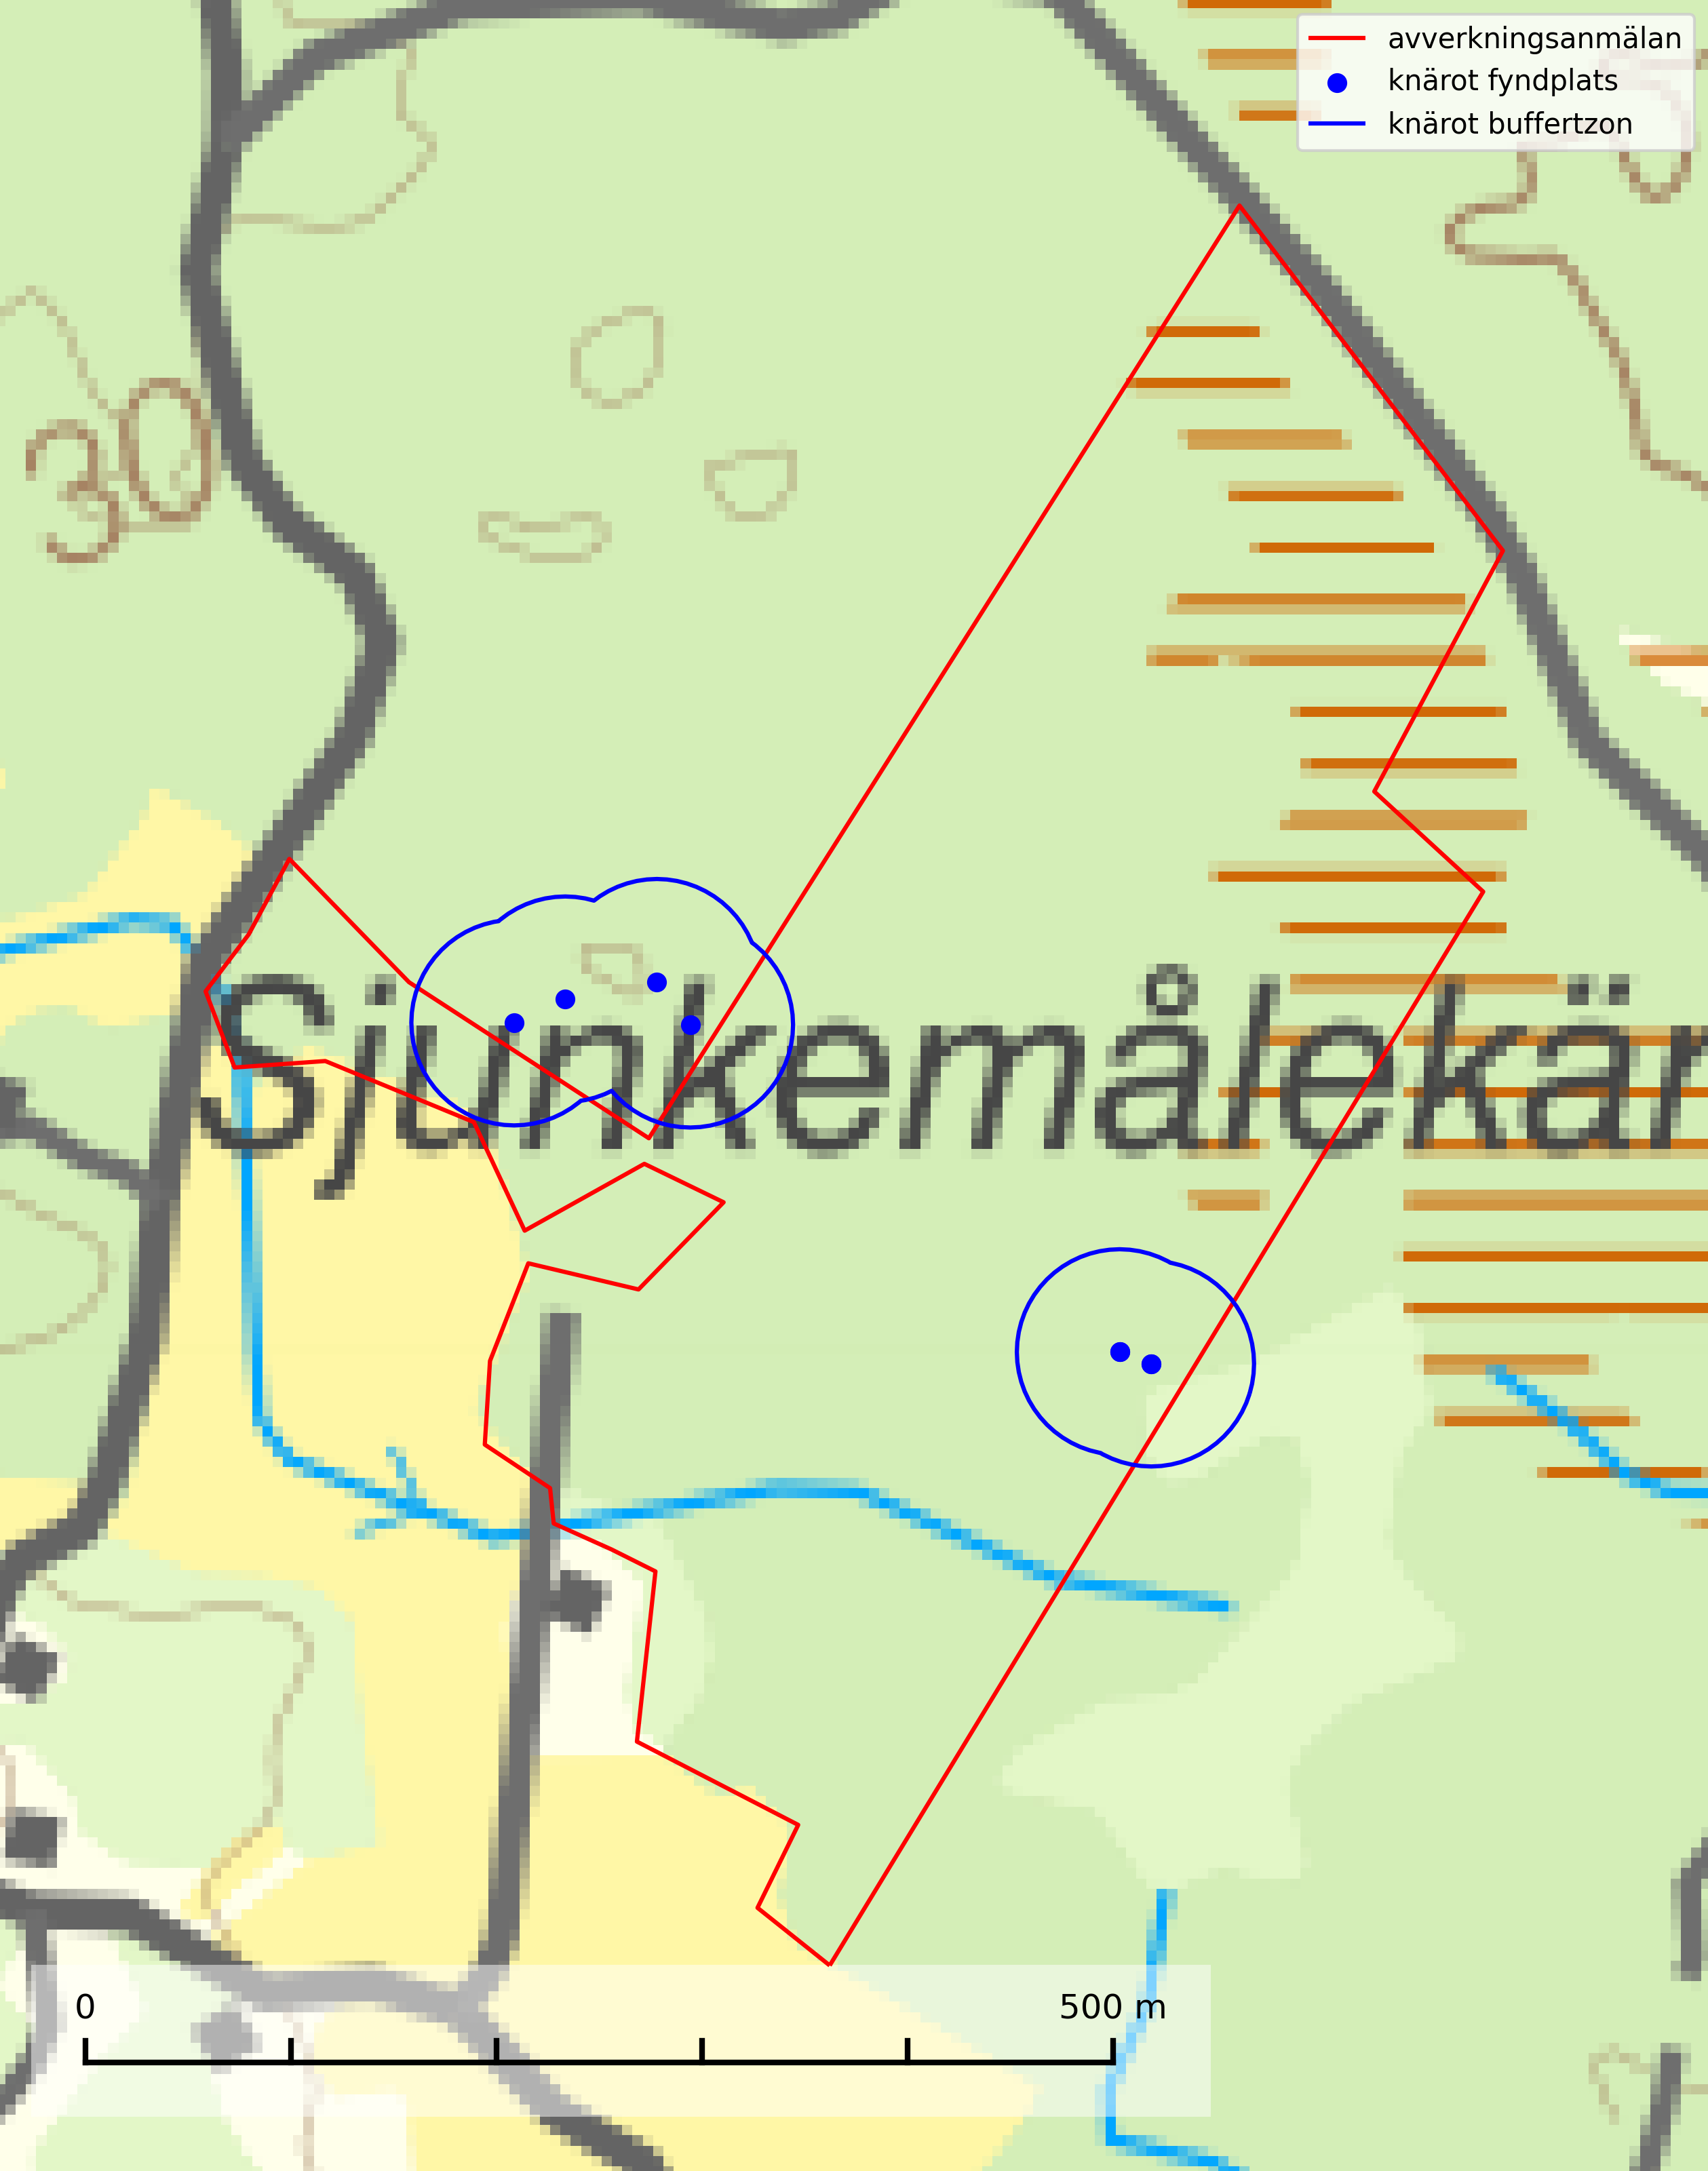 avverkningsanmälan
knärot fyndplats
knärot buffertzon
30
Sjunkemålekär
0
500 m